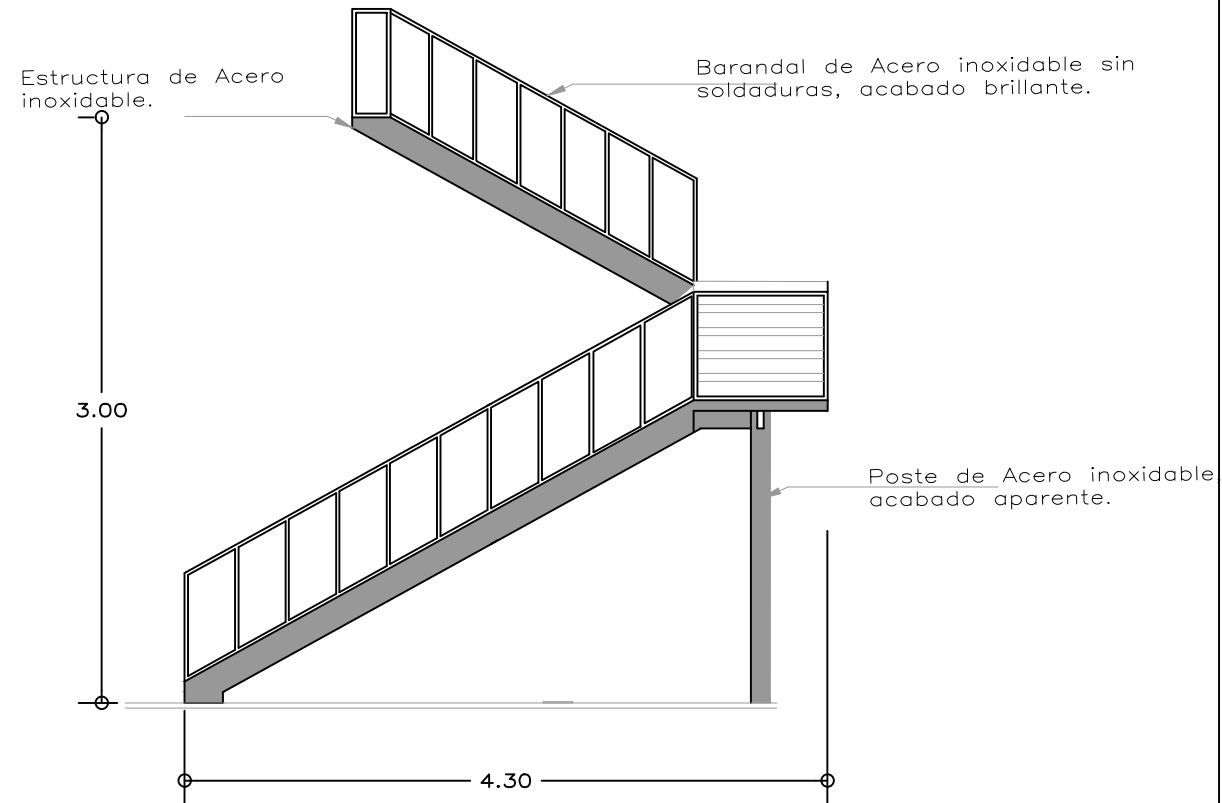 Estructura de Acero
inoxidable.
Barandal de Acero inoxidable sin
soldaduras, acabado brillante.
3.00
Poste de Acero inoxidable,
acabado aparente.
4.30